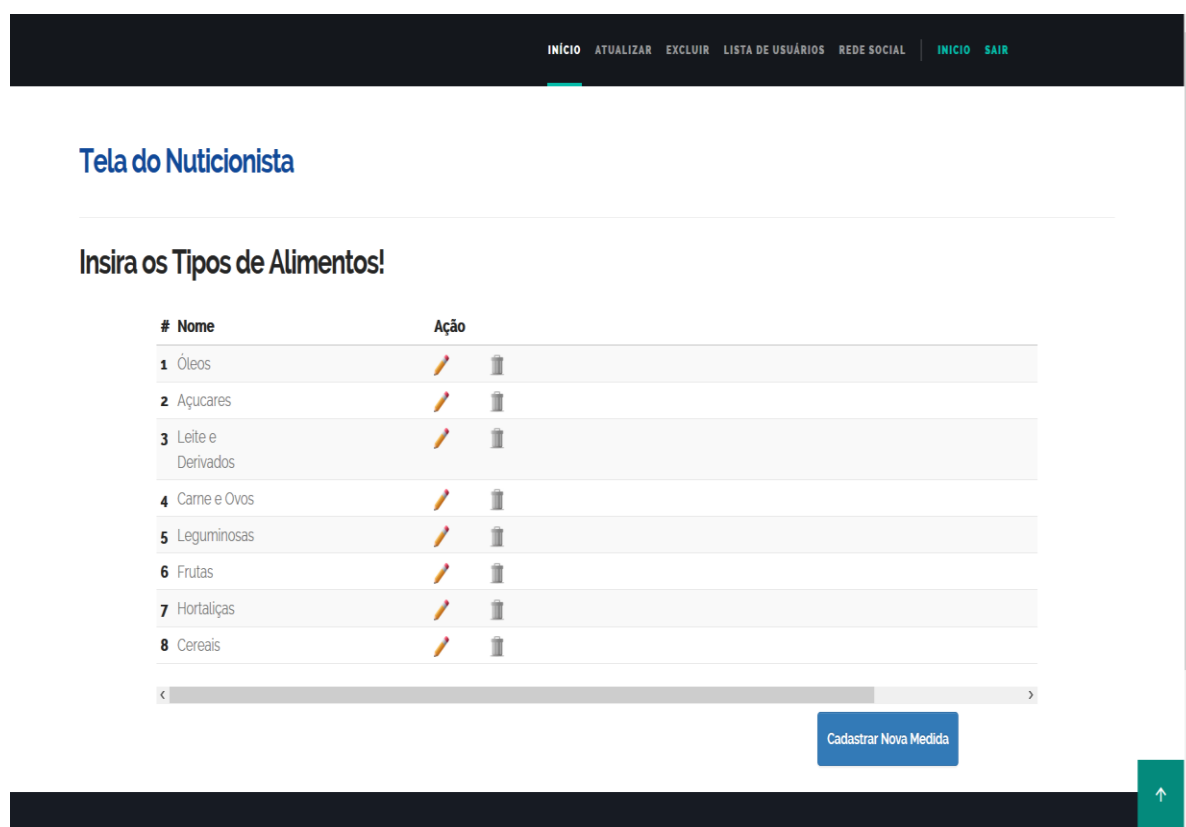 INÍCIO ATUALIZAR EXCLUIR LISTA DE USUÁRIOS REDE SOCIAL INICIO SAIR
Tela do Nuticionista
Insira os Tipos de Alimentos!
# Nome Ação
1 Óleos
2 Açucares
3 Leite e
Derivados
4 Carne e Ovos
5 Leguminosas
6 Frutas
7 Hortaliças
8 Cereais
Cadastrar Nova Medida